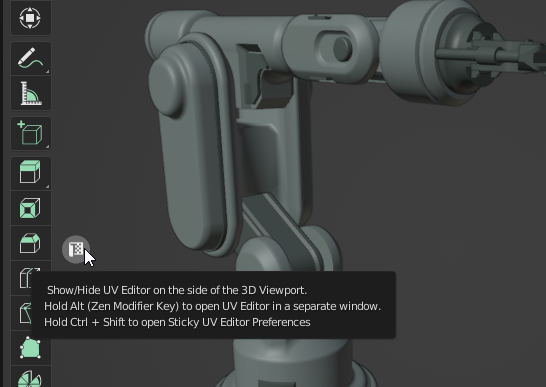 Show/Hide UV Editor on the side of the 3D Viewport.
Hold Alt (Zen Modifier Key) to open UV Editor in a separate window.
Hold Ctrl + Shift to open Sticky UV Editor Preferences